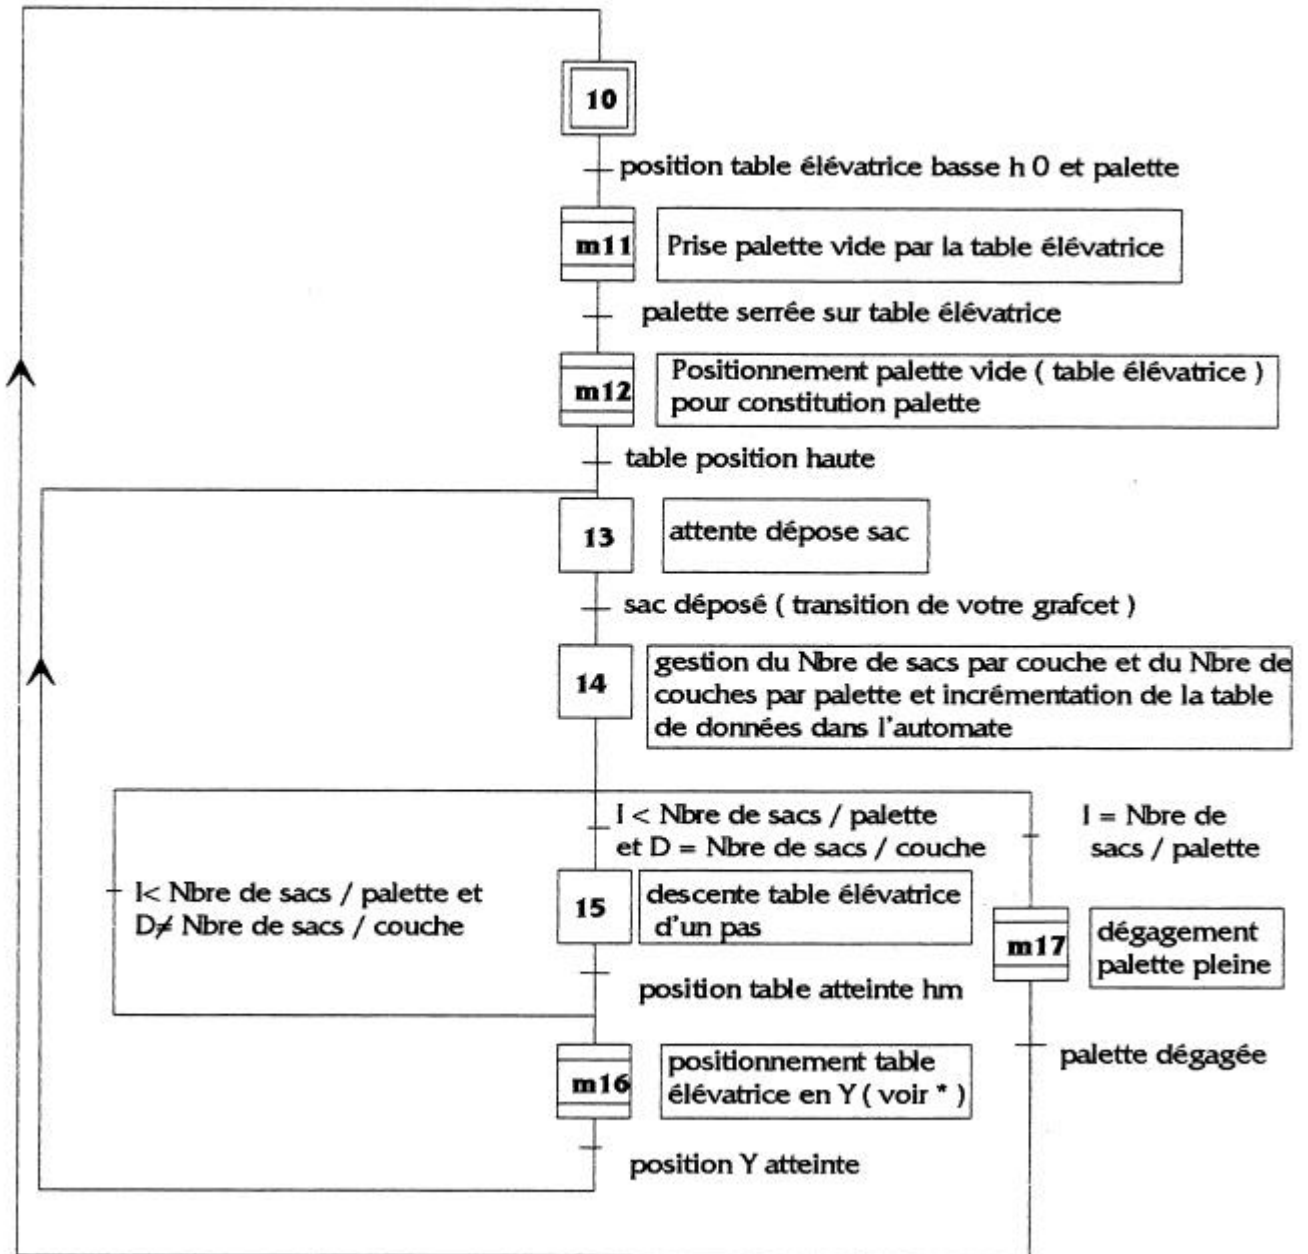 10
position table élévatrice basse h 0 et palette
m11
Prise palette vide par la table élévatrice
palette serrée sur table élévatrice
m12
Positionnement palette vide ( table élévatrice )
pour constitution palette
table position haute
13
attente dépose sac
sac déposé ( transition de votre grafcet )
14
gestion du Nbre de sacs par couche et du Nbre de
couches par palette et incrémentation de la table
de données dans l'automate
I < Nbre de sacs / palette
et D = Nbre de sacs / couche
I = Nbre de
sacs / palette
I< Nbre de sacs / palette et
D≠ Nbre de sacs / couche
15
descente table élévatrice
d'un pas
m17
dégagement
palette pleine
position table atteinte hm
palette dégagée
m16
positionnement table
élévatrice en Y ( voir * )
position Y atteinte